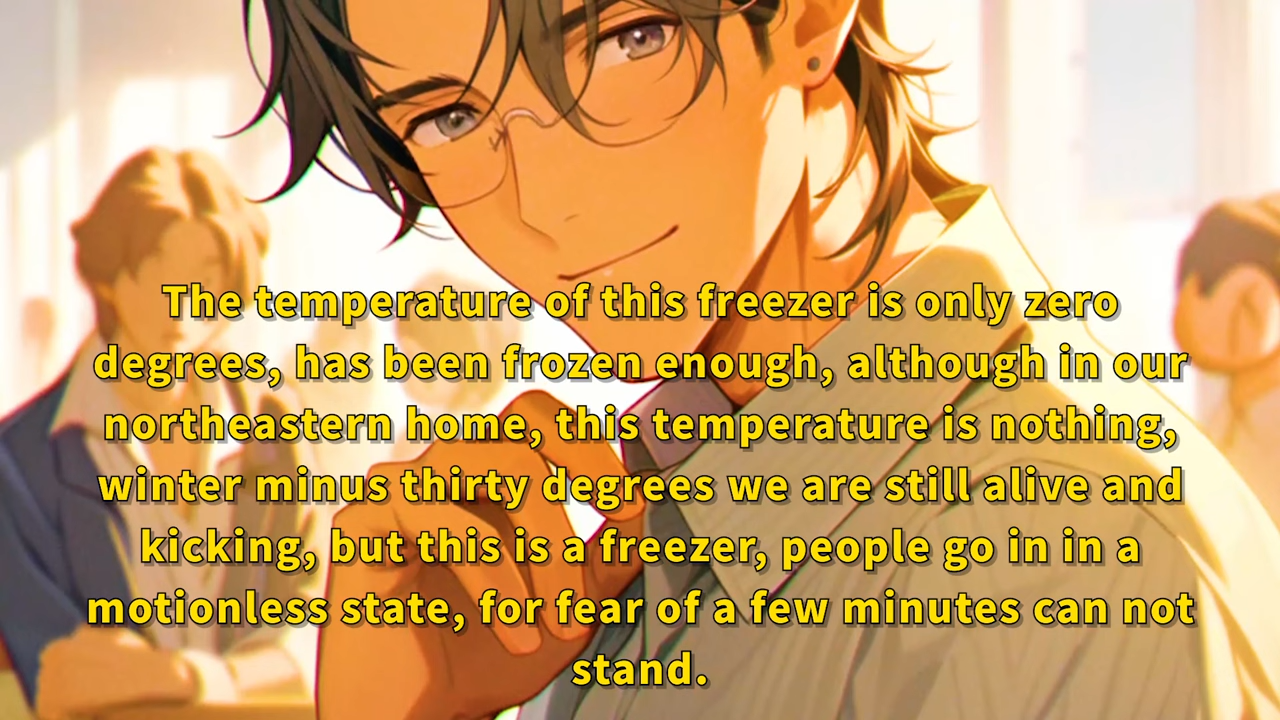 The temperature of this freezer is only zero
degrees, has been frozen enough, although in our
northeastern home, this temperature is nothing,
winter minus thirty degrees we are still alive and
kicking, but this is a freezer, people go in in a
motionless state, for fear of a few minutes can not
stand.